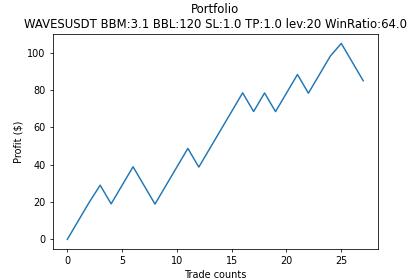 Portfolio
WAVESUSDT BBM:3.1 BBL:120 SL:1.0 TP:1.0 lev:20 WinRatio:64.0
100
80
60
40
20
0
Profit ($)
0 5 10 15 20 25
Trade counts